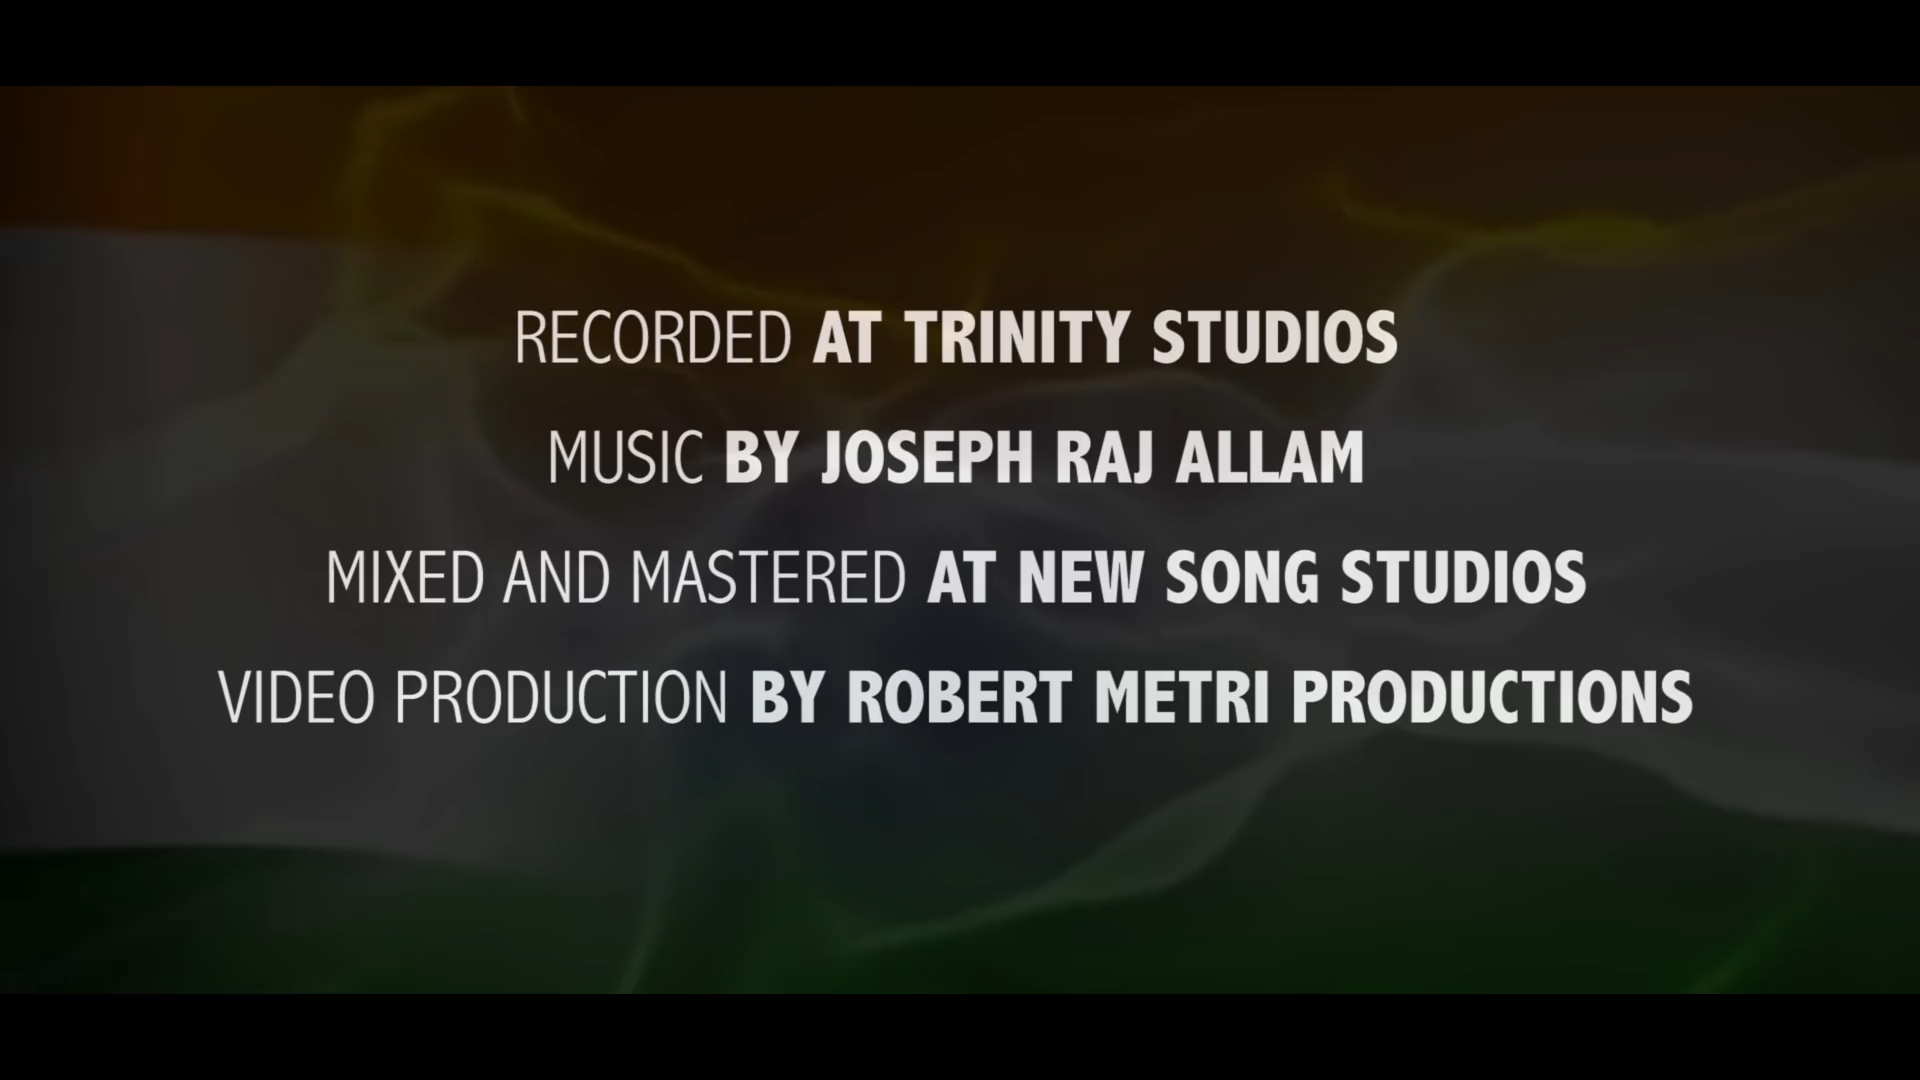 RECORDED AT TRINITY STUDIOS
MUSIC BY JOSEPH RAJ ALLAM
MIXED AND MASTERED AT NEW SONG STUDIOS
VIDEO PRODUCTION BY ROBERT METRI PRODUCTIONS